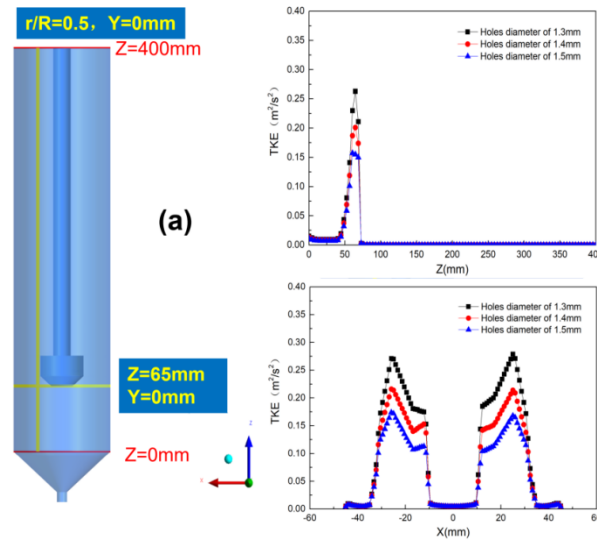 r/R=0.5, Y=0mm
Z=400mm
(a)
Z=65mm
Y=0mm
Z=0mm
z
x
0.40
0.35
0.30
0.25
0.20
0.15
0.10
0.05
0.00
TKE (m²/s²)
Holes diameter of 1.3mm
Holes diameter of 1.4mm
Holes diameter of 1.5mm
0 50 100 150 200 250 300 350 400
Z(mm)
0.40
0.35
0.30
0.25
0.20
0.15
0.10
0.05
0.00
TKE (m²/s²)
Holes diameter of 1.3mm
Holes diameter of 1.4mm
Holes diameter of 1.5mm
-60 -40 -20 0 20 40 60
X(mm)